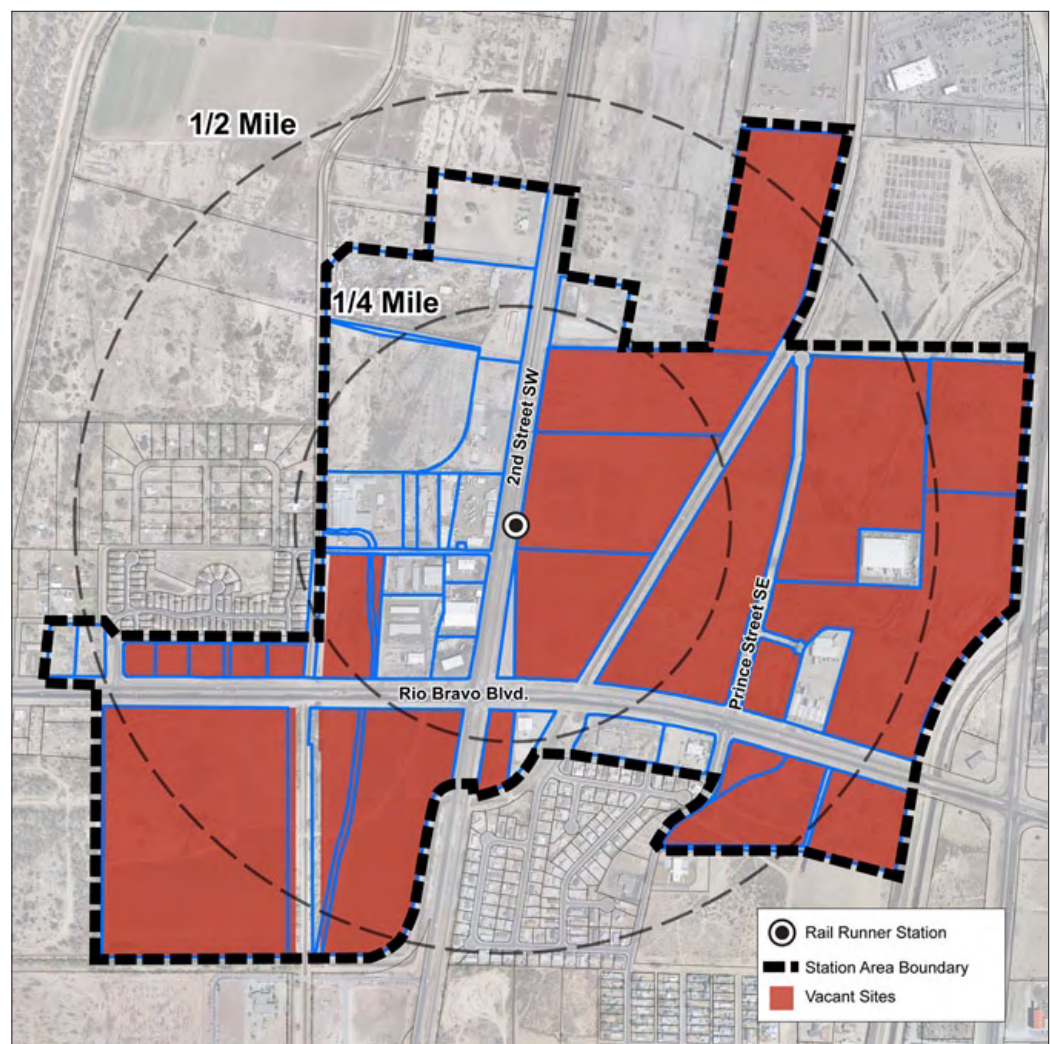 1/2 Mile
1/4 Mile
2nd Street SW
Prince Street SE
Rio Bravo Blvd.
Rail Runner Station
Station Area Boundary
Vacant Sites